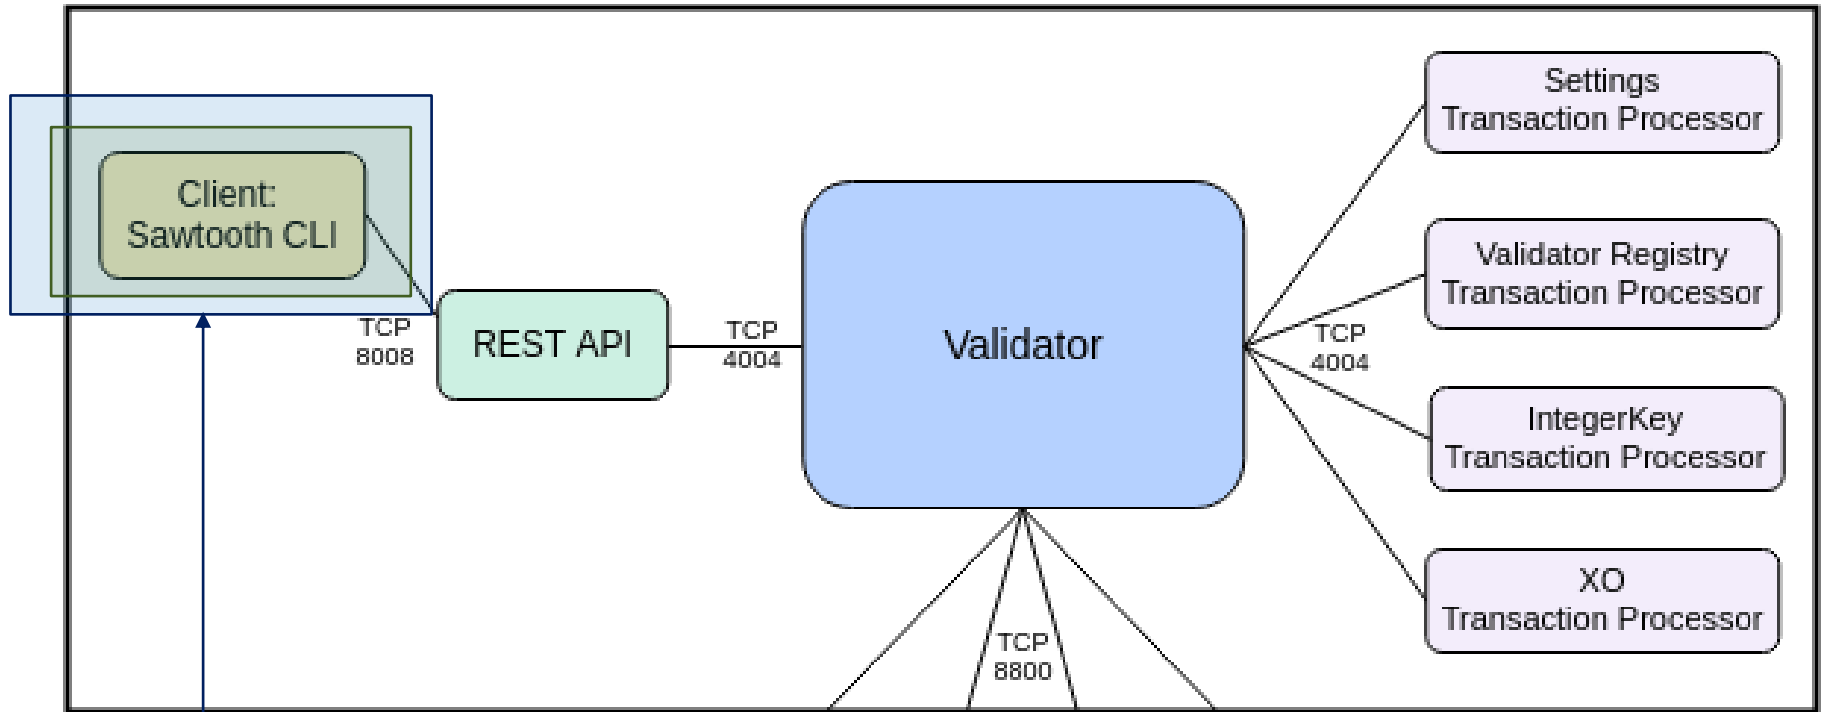 Client:
Sawtooth CLI
TCP
8008
REST API
TCP
4004
Validator
TCP
8800
TCP
4004
Settings
Transaction Processor
Validator Registry
Transaction Processor
IntegerKey
Transaction Processor
XO
Transaction Processor